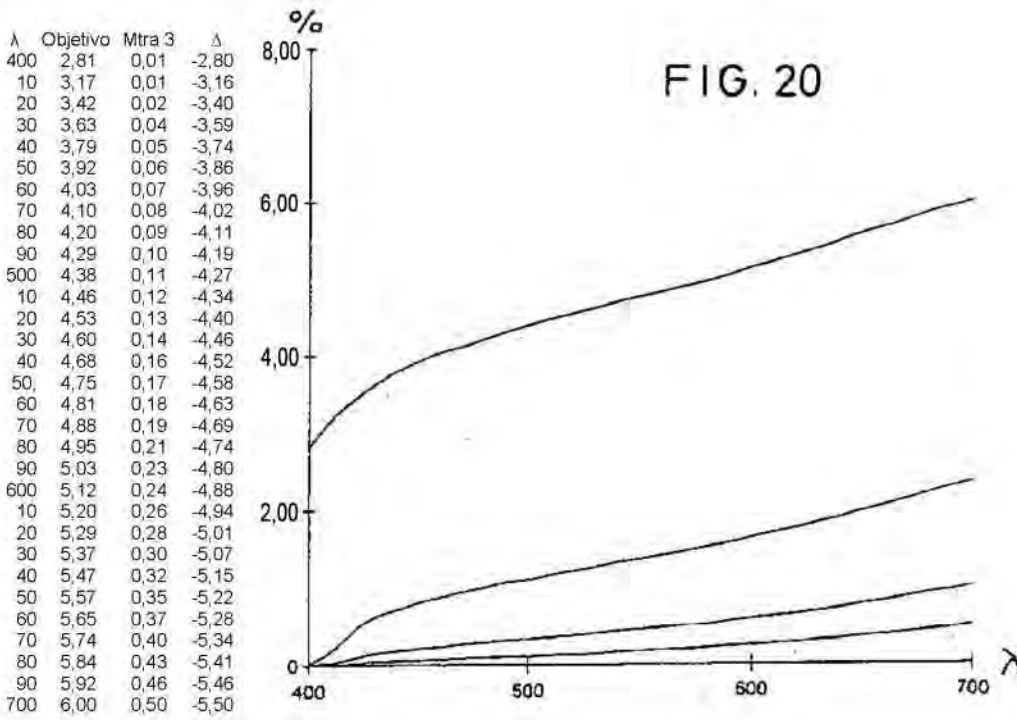 λ Objetivo Mtra 3 Δ
400 2,81 0,01 -2,80
10 3,17 0,01 -3,16
20 3,42 0,02 -3,40
30 3,63 0,04 -3,59
40 3,79 0,05 -3,74
50 3,92 0,06 -3,86
60 4,03 0,07 -3,96
70 4,10 0,08 -4,02
80 4,20 0,09 -4,11
90 4,29 0,10 -4,19
500 4,38 0,11 -4,27
10 4,46 0,12 -4,34
20 4,53 0,13 -4,40
30 4,60 0,14 -4,46
40 4,68 0,16 -4,52
50, 4,75 0,17 -4,58
60 4,81 0,18 -4,63
70 4,88 0,19 -4,69
80 4,95 0,21 -4,74
90 5,03 0,23 -4,80
600 5,12 0,24 -4,88
10 5,20 0,26 -4,94
20 5,29 0,28 -5,01
30 5,37 0,30 -5,07
40 5,47 0,32 -5,15
50 5,57 0,35 -5,22
60 5,65 0,37 -5,28
70 5,74 0,40 -5,34
80 5,84 0,43 -5,41
90 5,92 0,46 -5,46
700 6,00 0,50 -5,50
%
FIG. 20
8,00
6,00
4,00
2,00
0
400 500 600 700 λ